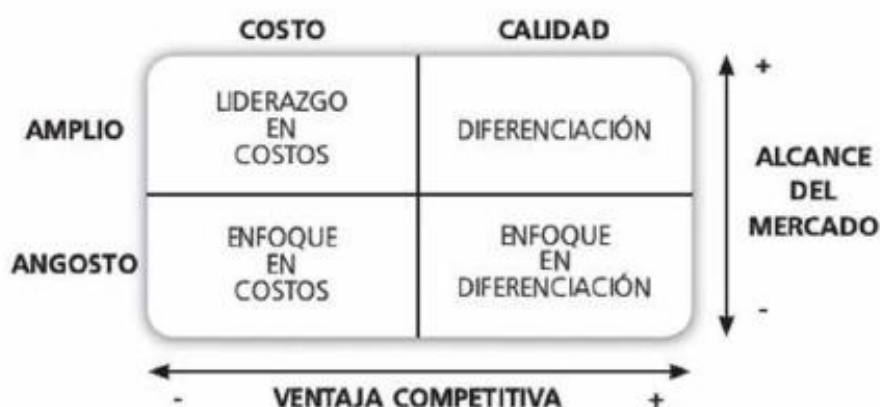 COSTO CALIDAD
LIDERAZGO
EN
COSTOS
AMPLIO
DIFERENCIACIÓN
+
ALCANCE
DEL
MERCADO
ANGOSTO
ENFOQUE
EN
COSTOS
ENFOQUE
EN
DIFERENCIACIÓN
-
- VENTAJA COMPETITIVA +